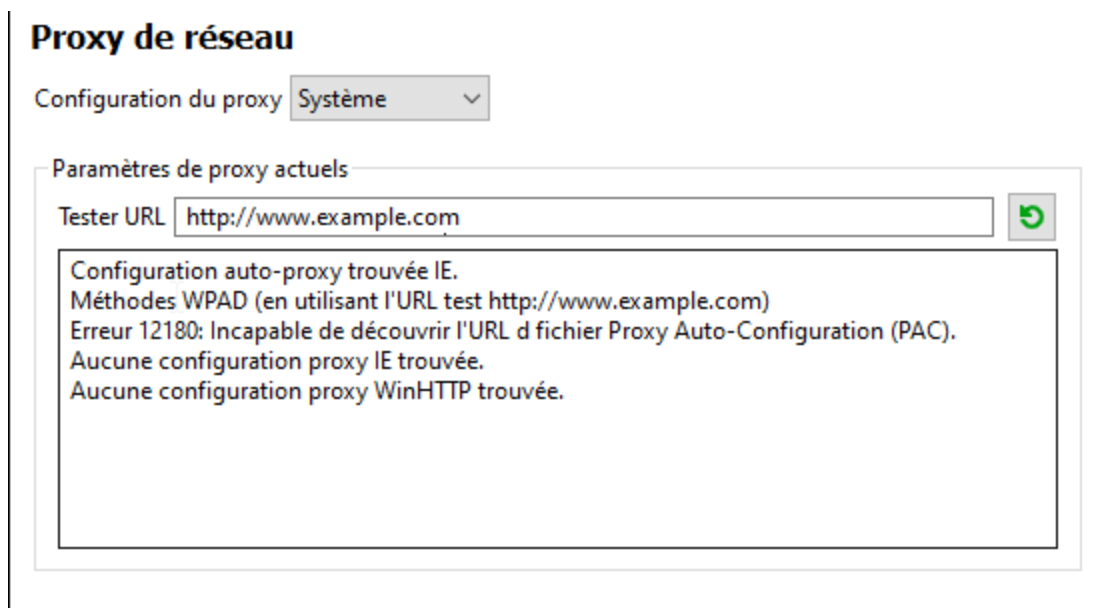 Proxy de réseau
Configuration du proxy Système
Paramètres de proxy actuels
Tester URL http://www.example.com
Configuration auto-proxy trouvée IE.
Méthodes WPAD (en utilisant l'URL test http://www.example.com)
Erreur 12180: Incapable de découvrir l'URL d fichier Proxy Auto-Configuration (PAC).
Aucune configuration proxy IE trouvée.
Aucune configuration proxy WinHTTP trouvée.